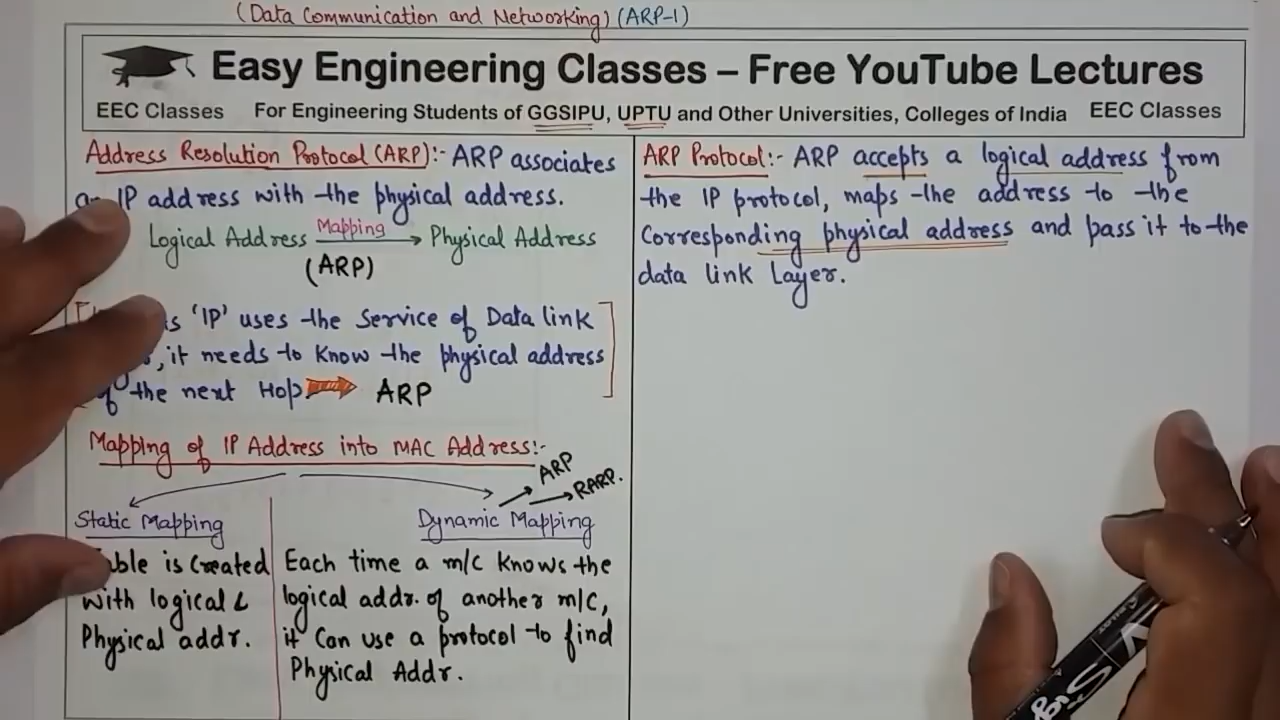 (Data Communication and Networking) (ARP-1)
Easy Engineering Classes – Free YouTube Lectures
EEC Classes For Engineering Students of GGSIPU, UPTU and Other Universities, Colleges of India EEC Classes
Address Resolution Protocol (ARP):- ARP associates
IP address with the physical address.
Logical Address Mapping Physical Address
(ARP)
'IP' uses the Service of Data link
, it needs to know the physical address
of the next Hop ARP
Mapping of IP Address into MAC Address:-
ARP
RARP.
Static Mapping
with logical &
Physical addr.
Dynamic Mapping
Each time a m/c knows the
logical addr. of another m/c,
it Can use a protocol to find
Physical Addr.
ARP Protocol:- ARP accepts a logical address from
the IP protocol, maps the address to the
Corresponding physical address and pass it to the
data link Layer.